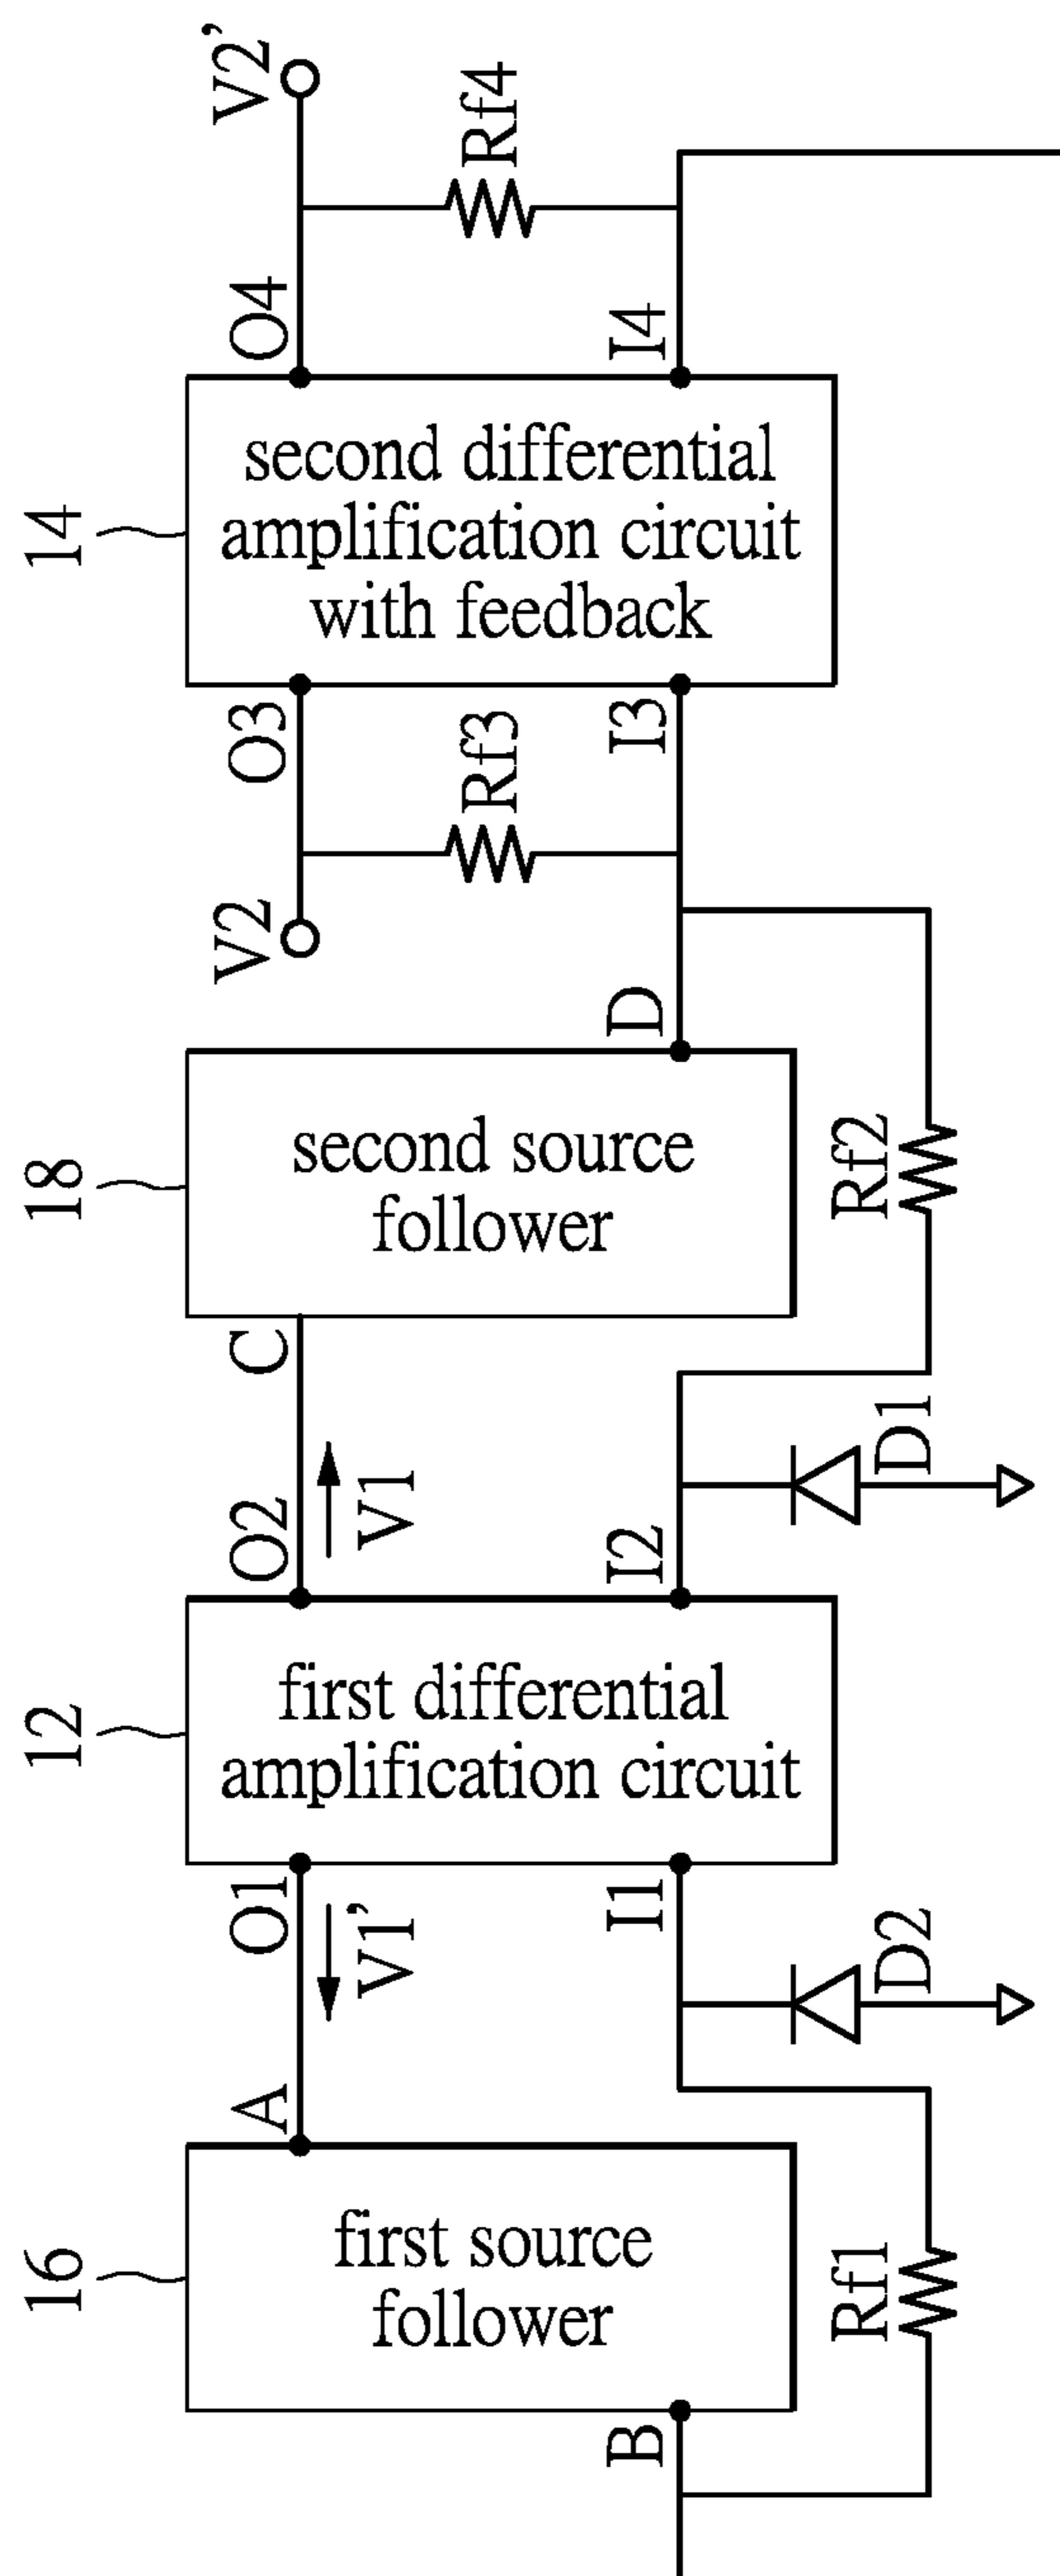 V2'
Rf4
O4
I4
14
second differential
amplification circuit
with feedback
O3
I3
Rf3
V2
D
18
second source
follower
Rf2
C
D1
V1
O2
I2
12
first differential
amplification circuit
O1
I1
V1'
D2
A
16
first source
follower
Rf1
B